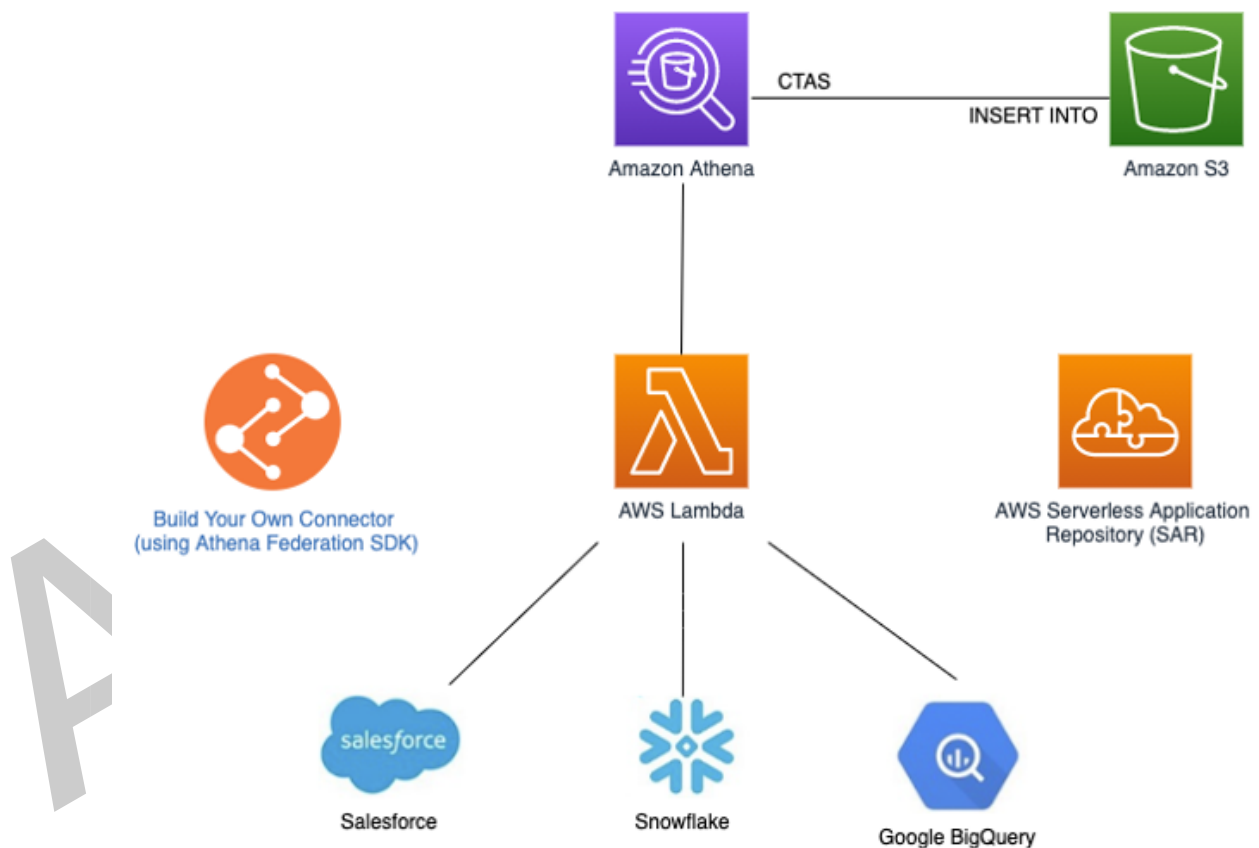 CTAS
INSERT INTO
Amazon Athena
Amazon S3
Build Your Own Connector
(using Athena Federation SDK)
AWS Lambda
AWS Serverless Application
Repository (SAR)
A
salesforce
Salesforce
Snowflake
Google BigQuery